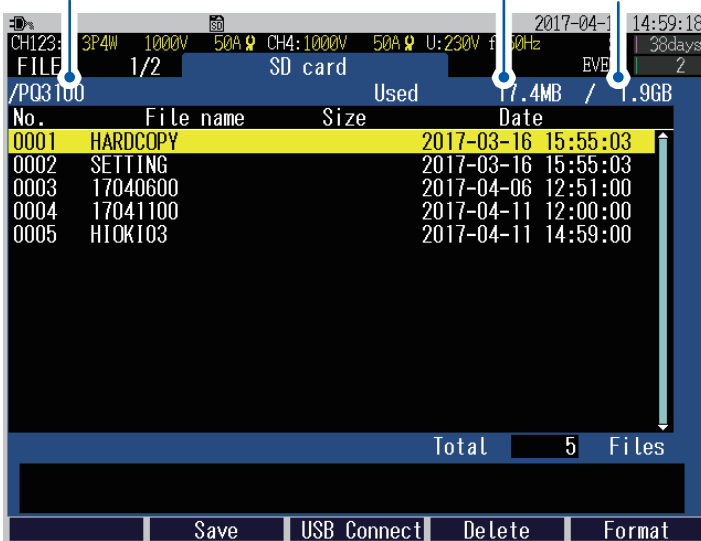 SD 2017-04-1 14:59:18
CH123: 3P4W 1000V 50A CH4:1000V 50A U:230V f 50Hz 38days
FILE 1/2 SD card EVE 2
/PQ3100 Used 17.4MB / 1.9GB
No. File name Size Date
0001 HARDCOPY 2017-03-16 15:55:03
0002 SETTING 2017-03-16 15:55:03
0003 17040600 2017-04-06 12:51:00
0004 17041100 2017-04-11 12:00:00
0005 HIOKI03 2017-04-11 14:59:00
Total 5 Files
Save USB Connect Delete Format